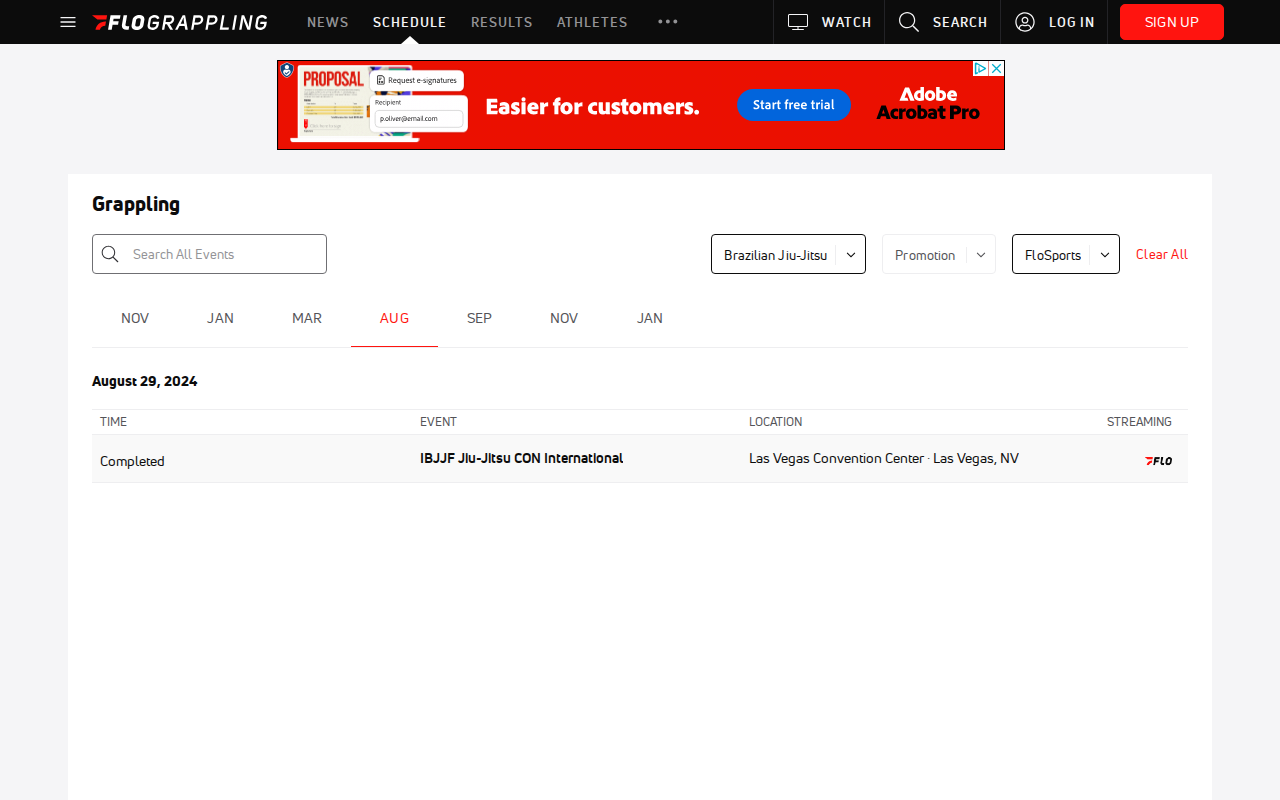 FLOGRAPPLING NEWS SCHEDULE RESULTS ATHLETES ••• WATCH SEARCH LOG IN SIGN UP
PROPOSAL
Request e-signatures
Recipient
p.oliver@email.com
Easier for customers.
Start free trial
Adobe
Acrobat Pro
Grappling
Search All Events
Brazilian Jiu-Jitsu
Promotion
FloSports
Clear All
NOV JAN MAR AUG SEP NOV JAN
August 29, 2024
TIME EVENT LOCATION STREAMING
Completed IBJJF Jiu-Jitsu CON International Las Vegas Convention Center · Las Vegas, NV FLO